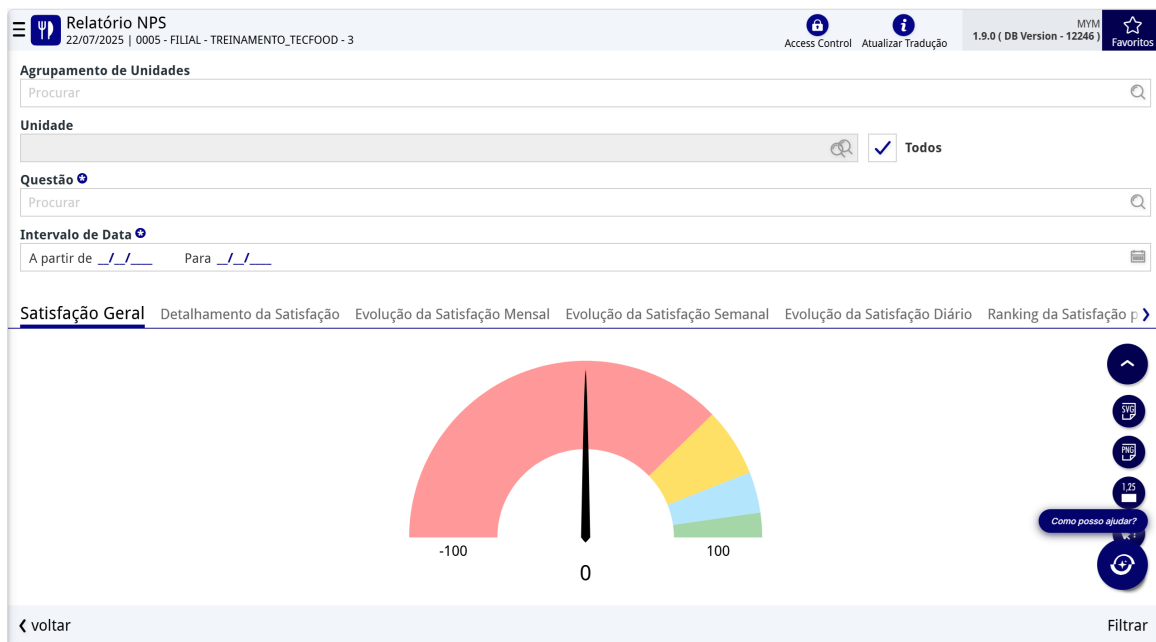 Relatório NPS
22/07/2025 | 0005 - FILIAL - TREINAMENTO_TECFOOD - 3
Access Control
Atualizar Tradução
MYM
1.9.0 ( DB Version - 12246 )
Favoritos
Agrupamento de Unidades
Procurar
Unidade
Todos
Questão
Procurar
Intervalo de Data
A partir de __/__/____ Para __/__/____
Satisfação Geral Detalhamento da Satisfação Evolução da Satisfação Mensal Evolução da Satisfação Semanal Evolução da Satisfação Diário Ranking da Satisfação p
SVG
PNG
1,25
Como posso ajudar?
-100
100
0
voltar
Filtrar